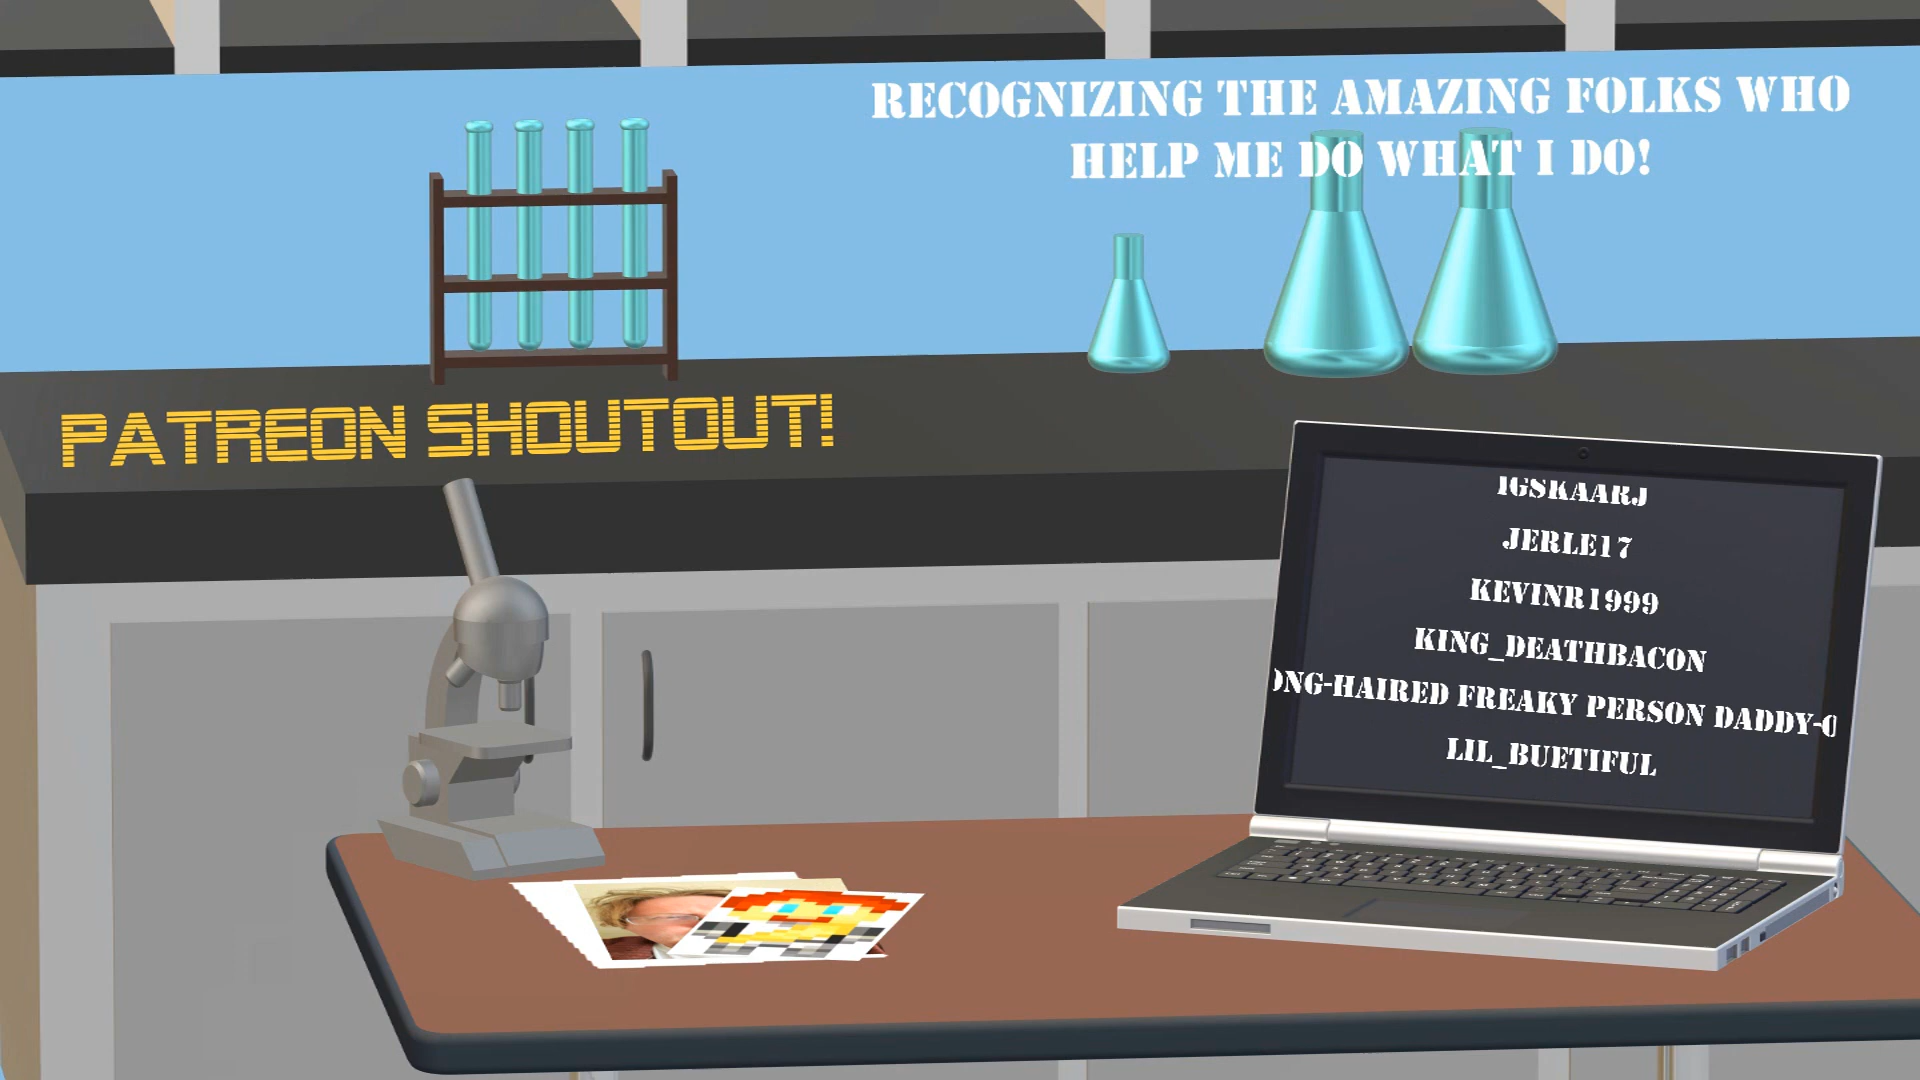 RECOGNIZING THE AMAZING FOLKS WHO
HELP ME DO WHAT I DO!
PATREON SHOUTOUT!
IGSKAARJ
JERLE17
KEVINR1999
KING_DEATHBACON
ONG-HAIRED FREAKY PERSON DADDY-O
LIL_BUETIFUL